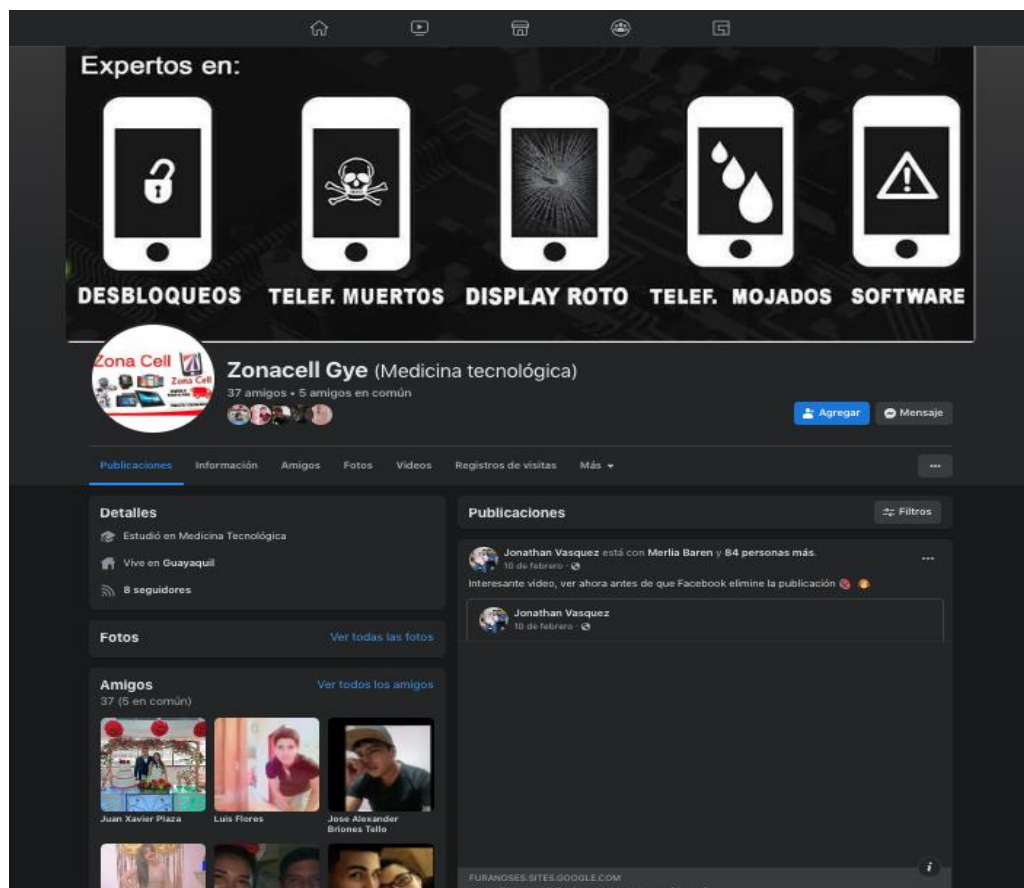 Expertos en:
DESBLOQUEOS TELEF. MUERTOS DISPLAY ROTO TELEF. MOJADOS SOFTWARE
Zona Cell
Zona Cell
Zonacell Gye (Medicina tecnológica)
37 amigos • 5 amigos en común
Agregar Mensaje
Publicaciones Información Amigos Fotos Videos Registros de visitas Más
Detalles
Estudió en Medicina Tecnológica
Vive en Guayaquil
8 seguidores
Fotos Ver todas las fotos
Amigos Ver todos los amigos
37 (5 en común)
Juan Xavier Plaza Luis Flores Jose Alexander
Briones Tello
Publicaciones Filtros
Jonathan Vasquez está con Merlia Baren y 84 personas más.
10 de febrero ·
Interesante video, ver ahora antes de que Facebook elimine la publicación
Jonathan Vasquez
10 de febrero ·
FURANOSES.SITES.GOOGLE.COM